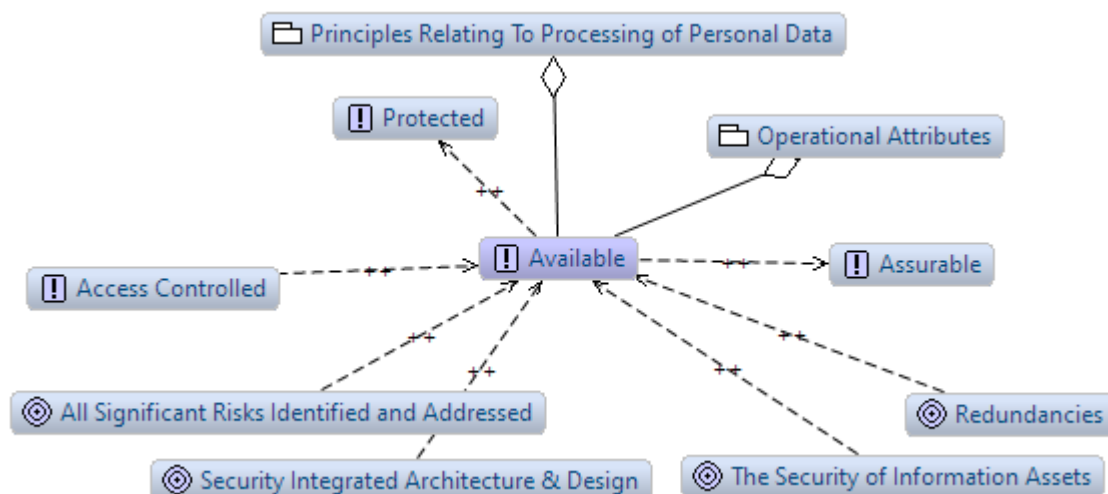 Principles Relating To Processing of Personal Data
! Protected
Operational Attributes
++
! Available
++
! Assurable
! Access Controlled
++
++
++
++
++
All Significant Risks Identified and Addressed
Redundancies
Security Integrated Architecture & Design
The Security of Information Assets